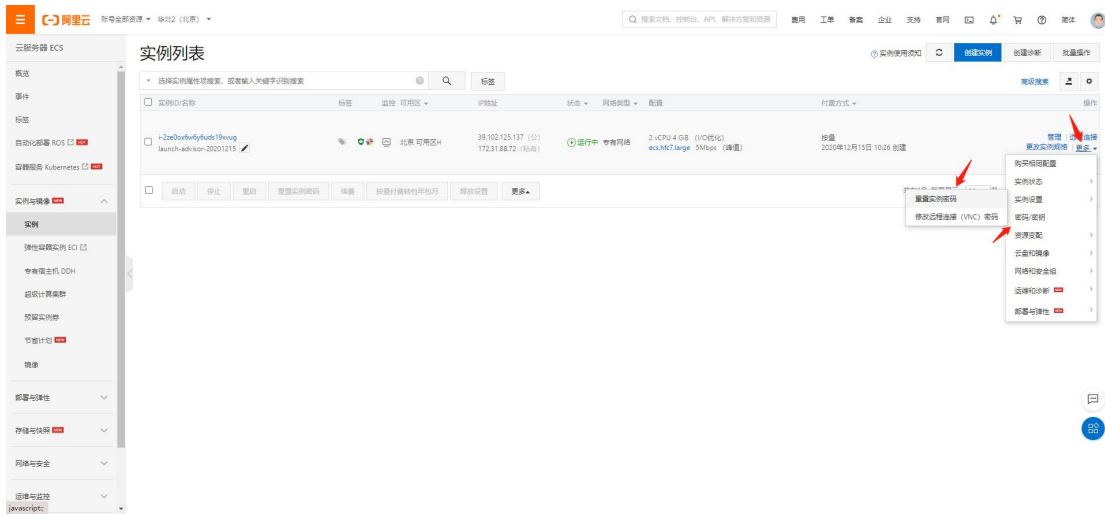 阿里云 账号全部资源 华北2（北京） 搜索文档、控制台、API、解决方案和资源 费用 工单 备案 企业 支持 官网 简体
云服务器 ECS
概览
事件
标签
自动化部署 ROS
容器服务 Kubernetes
实例与镜像
实例
弹性容器实例 ECI
专有宿主机 DDH
超级计算集群
预留实例券
节省计划
镜像
部署与弹性
存储与快照
网络与安全
运维与监控
javascript:;
实例列表
实例使用须知 创建实例 创建诊断 批量操作
选择实例属性项搜索，或者输入关键字识别搜索 标签 高级搜索
实例ID/名称 标签 监控 可用区 IP地址 状态 网络类型 配置 付费方式 操作
i-2ze0ox6w6y6uds19xvug 39.102.125.137（公） 2 vCPU 4 GiB（I/O优化） 按量 管理
launch-advisor-20201215 北京 可用区H 172.31.88.72（私有） 运行中 专有网络 ecs.hfc7.large 5Mbps（峰值） 2020年12月15日 10:26 创建 更改实例规格 更多
启动 停止 重启 重置实例密码 续费 按量付费转包年包月 释放设置 更多
重置实例密码
修改远程连接（VNC）密码
购买相同配置
实例状态
实例设置
密码/密钥
资源变配
云盘和镜像
网络和安全组
运维和诊断
部署与弹性